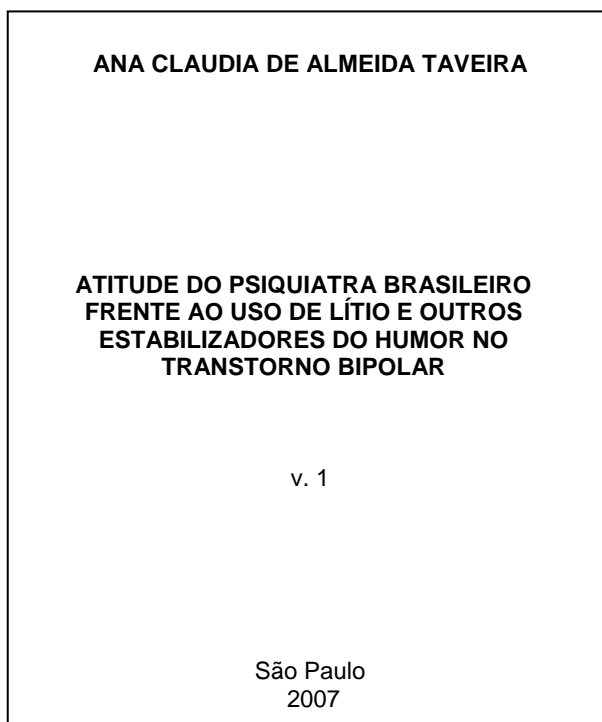 ANA CLAUDIA DE ALMEIDA TAVEIRA
ATITUDE DO PSIQUIATRA BRASILEIRO
FRENTE AO USO DE LÍTIO E OUTROS
ESTABILIZADORES DO HUMOR NO
TRANSTORNO BIPOLAR
v. 1
São Paulo
2007